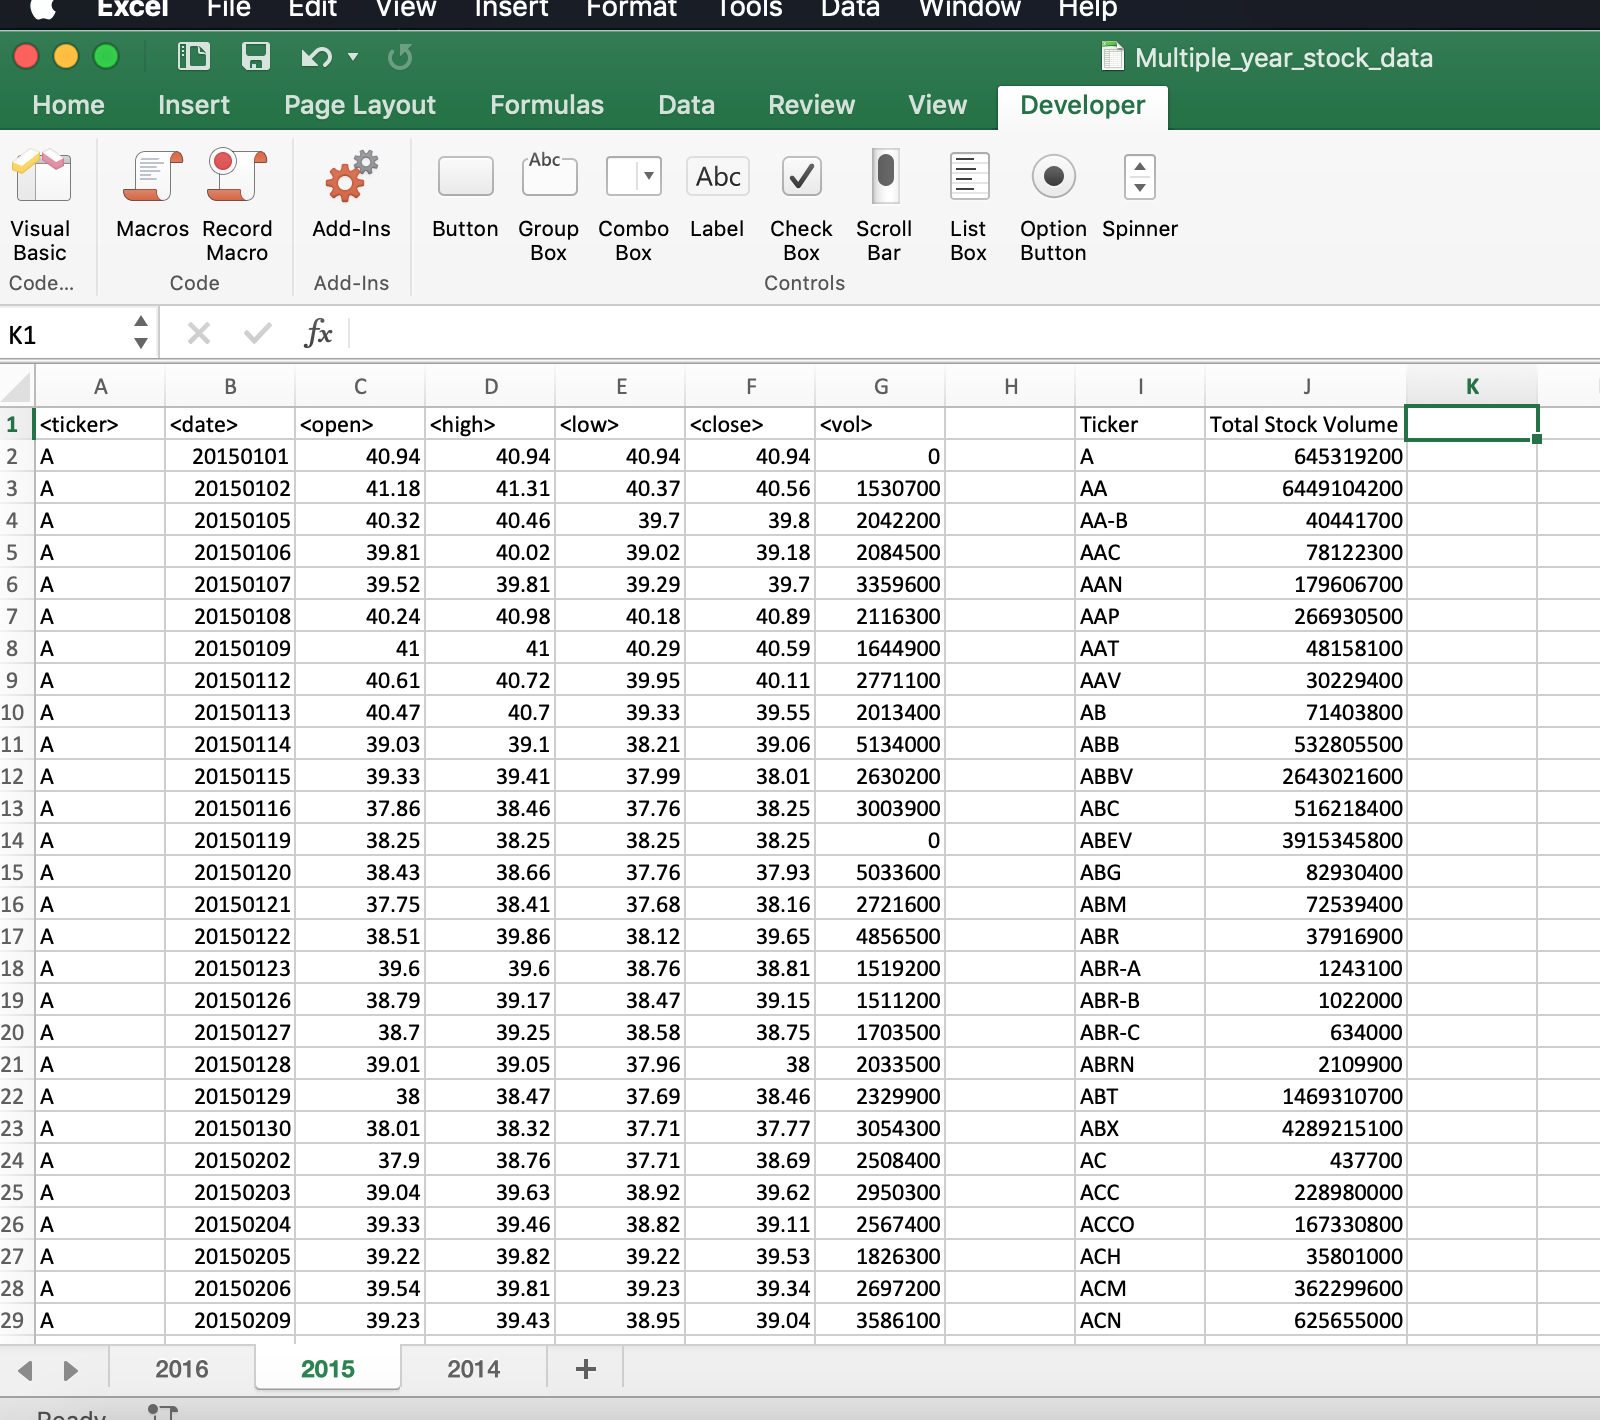 Excel File Edit View Insert Format Tools Data Window Help
Multiple_year_stock_data
Home Insert Page Layout Formulas Data Review View Developer
Visual Basic Macros Record Macro Add-Ins Button Abc Group Box Combo Box Abc Label Check Box Scroll Bar List Box Option Button Spinner
Code... Code Add-Ins Controls
K1 fx
A B C D E F G H I J K
1 <ticker> <date> <open> <high> <low> <close> <vol> Ticker Total Stock Volume
2 A 20150101 40.94 40.94 40.94 40.94 0 A 645319200
3 A 20150102 41.18 41.31 40.37 40.56 1530700 AA 6449104200
4 A 20150105 40.32 40.46 39.7 39.8 2042200 AA-B 40441700
5 A 20150106 39.81 40.02 39.02 39.18 2084500 AAC 78122300
6 A 20150107 39.52 39.81 39.29 39.7 3359600 AAN 179606700
7 A 20150108 40.24 40.98 40.18 40.89 2116300 AAP 266930500
8 A 20150109 41 41 40.29 40.59 1644900 AAT 48158100
9 A 20150112 40.61 40.72 39.95 40.11 2771100 AAV 30229400
10 A 20150113 40.47 40.7 39.33 39.55 2013400 AB 71403800
11 A 20150114 39.03 39.1 38.21 39.06 5134000 ABB 532805500
12 A 20150115 39.33 39.41 37.99 38.01 2630200 ABBV 2643021600
13 A 20150116 37.86 38.46 37.76 38.25 3003900 ABC 516218400
14 A 20150119 38.25 38.25 38.25 38.25 0 ABEV 3915345800
15 A 20150120 38.43 38.66 37.76 37.93 5033600 ABG 82930400
16 A 20150121 37.75 38.41 37.68 38.16 2721600 ABM 72539400
17 A 20150122 38.51 39.86 38.12 39.65 4856500 ABR 37916900
18 A 20150123 39.6 39.6 38.76 38.81 1519200 ABR-A 1243100
19 A 20150126 38.79 39.17 38.47 39.15 1511200 ABR-B 1022000
20 A 20150127 38.7 39.25 38.58 38.75 1703500 ABR-C 634000
21 A 20150128 39.01 39.05 37.96 38 2033500 ABRN 2109900
22 A 20150129 38 38.47 37.69 38.46 2329900 ABT 1469310700
23 A 20150130 38.01 38.32 37.71 37.77 3054300 ABX 4289215100
24 A 20150202 37.9 38.76 37.71 38.69 2508400 AC 437700
25 A 20150203 39.04 39.63 38.92 39.62 2950300 ACC 228980000
26 A 20150204 39.33 39.46 38.82 39.11 2567400 ACCO 167330800
27 A 20150205 39.22 39.82 39.22 39.53 1826300 ACH 35801000
28 A 20150206 39.54 39.81 39.23 39.34 2697200 ACM 362299600
29 A 20150209 39.23 39.43 38.95 39.04 3586100 ACN 625655000
2016 2015 2014 +
Ready